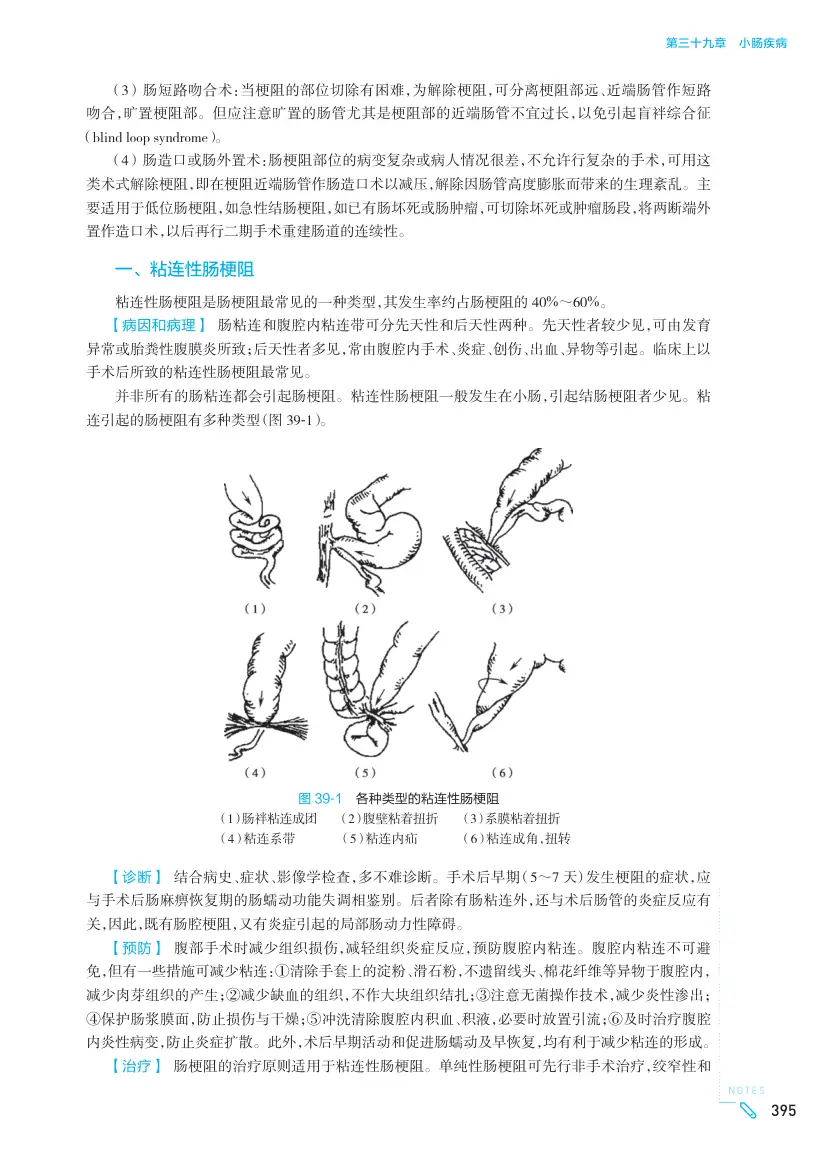 第三十九章 小肠疾病
（3）肠短路吻合术：当梗阻的部位切除有困难，为解除梗阻，可分离梗阻部远、近端肠管作短路
吻合，旷置梗阻部。但应注意旷置的肠管尤其是梗阻部的近端肠管不宜过长，以免引起盲袢综合征
（blind loop syndrome）。
（4）肠造口或肠外置术：肠梗阻部位的病变复杂或病人情况很差，不允许行复杂的手术，可用这
类术式解除梗阻，即在梗阻近端肠管作肠造口术以减压，解除因肠管高度膨胀而带来的生理紊乱。主
要适用于低位肠梗阻，如急性结肠梗阻，如已有肠坏死或肠肿瘤，可切除坏死或肿瘤肠段，将两断端外
置作造口术，以后再行二期手术重建肠道的连续性。
一、粘连性肠梗阻
粘连性肠梗阻是肠梗阻最常见的一种类型，其发生率约占肠梗阻的 40%～60%。
【病因和病理】 肠粘连和腹腔内粘连带可分先天性和后天性两种。先天性者较少见，可由发育
异常或胎粪性腹膜炎所致；后天性者多见，常由腹腔内手术、炎症、创伤、出血、异物等引起。临床上以
手术后所致的粘连性肠梗阻最常见。
并非所有的肠粘连都会引起肠梗阻。粘连性肠梗阻一般发生在小肠，引起结肠梗阻者少见。粘
连引起的肠梗阻有多种类型（图 39-1）。
（1） （2） （3）
（4） （5） （6）
图 39-1 各种类型的粘连性肠梗阻
（1）肠袢粘连成团 （2）腹壁粘着扭折 （3）系膜粘着扭折
（4）粘连系带 （5）粘连内疝 （6）粘连成角，扭转
【诊断】 结合病史、症状、影像学检查，多不难诊断。手术后早期（5～7 天）发生梗阻的症状，应
与手术后肠麻痹恢复期的肠蠕动功能失调相鉴别。后者除有肠粘连外，还与术后肠管的炎症反应有
关，因此，既有肠腔梗阻，又有炎症引起的局部肠动力性障碍。
【预防】 腹部手术时减少组织损伤，减轻组织炎症反应，预防腹腔内粘连。腹腔内粘连不可避
免，但有一些措施可减少粘连：①清除手套上的淀粉、滑石粉，不遗留线头、棉花纤维等异物于腹腔内，
减少肉芽组织的产生；②减少缺血的组织，不作大块组织结扎；③注意无菌操作技术，减少炎性渗出；
④保护肠浆膜面，防止损伤与干燥；⑤冲洗清除腹腔内积血、积液，必要时放置引流；⑥及时治疗腹腔
内炎性病变，防止炎症扩散。此外，术后早期活动和促进肠蠕动及早恢复，均有利于减少粘连的形成。
【治疗】 肠梗阻的治疗原则适用于粘连性肠梗阻。单纯性肠梗阻可先行非手术治疗，绞窄性和
NOTES
395